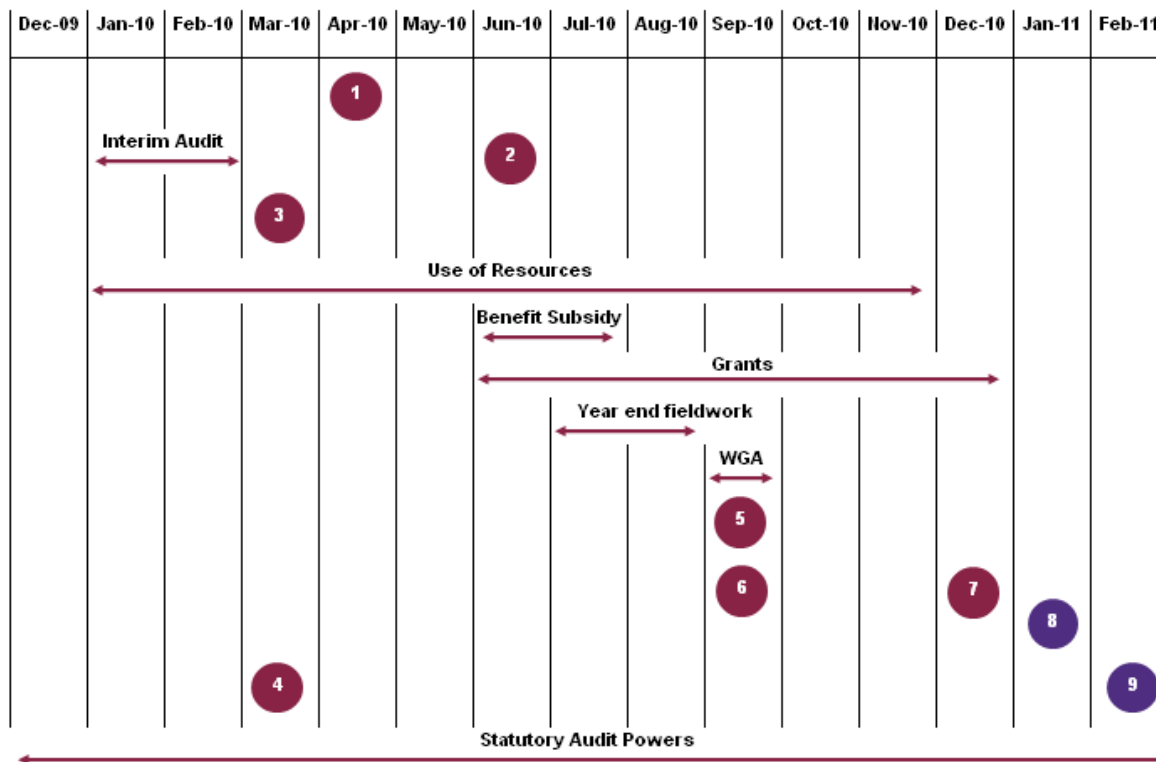 Dec-09 Jan-10 Feb-10 Mar-10 Apr-10 May-10 Jun-10 Jul-10 Aug-10 Sep-10 Oct-10 Nov-10 Dec-10 Jan-11 Feb-11
1
Interim Audit
2
3
Use of Resources
Benefit Subsidy
Grants
Year end fieldwork
WGA
5
6
7
8
4
9
Statutory Audit Powers